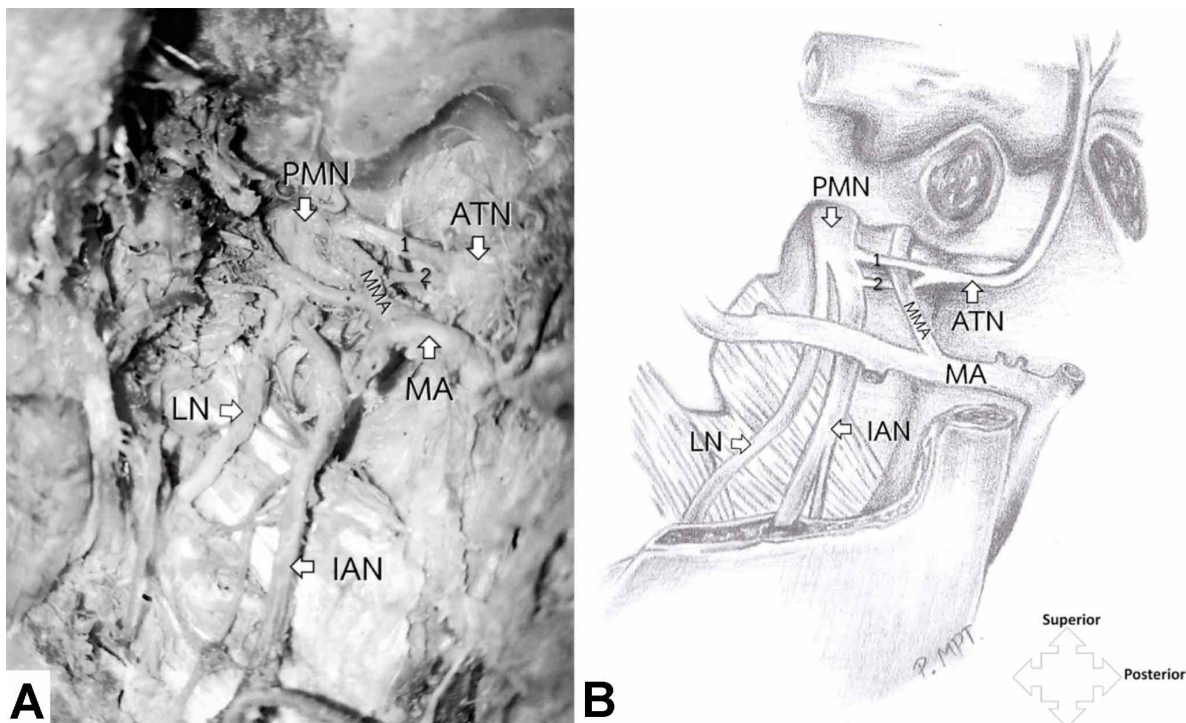 PMN
ATN
1
2
MMA
MA
LN
IAN
A
PMN
1
2
MMA
ATN
MA
LN
IAN
P. MPT.
Superior
Posterior
B